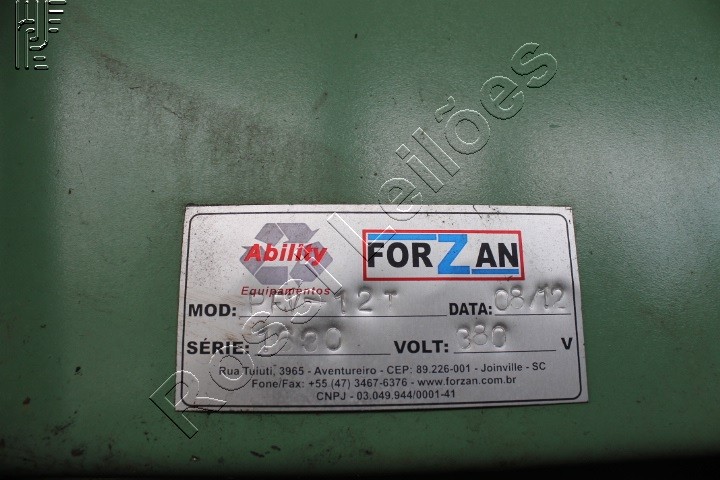 Ability
Equipamentos
FORZAN
MOD: 12T DATA: 08/12
SÉRIE: VOLT: 380 V
Rua Tuiuti, 3965 - Aventureiro - CEP: 89.226-001 - Joinville - SC
Fone/Fax: +55 (47) 3467-6376 - www.forzan.com.br
CNPJ - 03.049.944/0001-41
Leilões